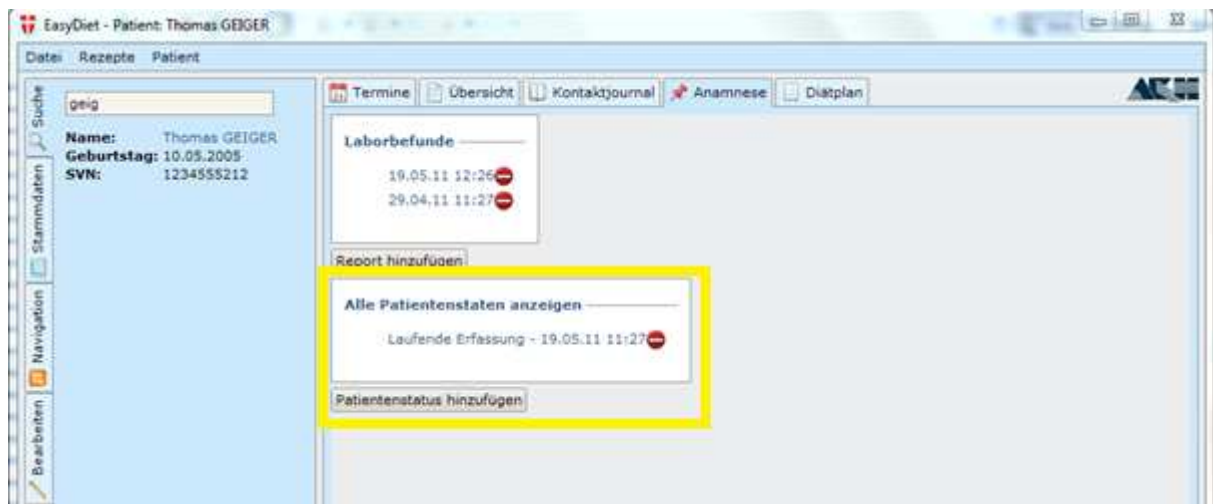 EasyDiet - Patient: Thomas GEIGER
Datei Rezepte Patient
Suche
Stammdaten
Navigation
Bearbeiten
geig
Name: Thomas GEIGER
Geburtstag: 10.05.2005
SVN: 1234555212
Termine Übersicht Kontaktjournal Anamnese Diätplan
Laborbefunde
19.05.11 12:26
29.04.11 11:27
Report hinzufügen
Alle Patientenstaten anzeigen
Laufende Erfassung - 19.05.11 11:27
Patientenstatus hinzufügen